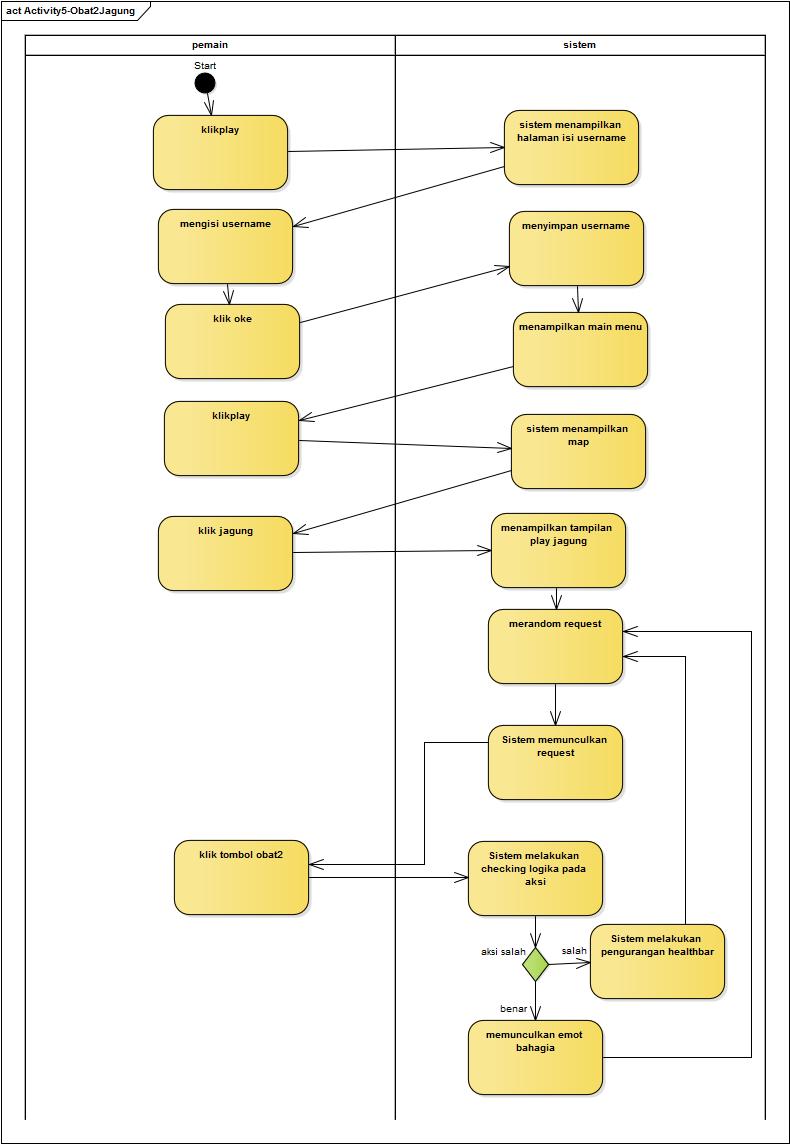 act Activity5-Obat2Jagung
pemain
sistem
Start
klikplay
sistem menampilkan
halaman isi username
mengisi username
menyimpan username
klik oke
menampilkan main menu
klikplay
sistem menampilkan
map
klik jagung
menampilkan tampilan
play jagung
merandom request
Sistem memunculkan
request
klik tombol obat2
Sistem melakukan
checking logika pada
aksi
aksi salah
salah
Sistem melakukan
pengurangan healthbar
benar
memunculkan emot
bahagia